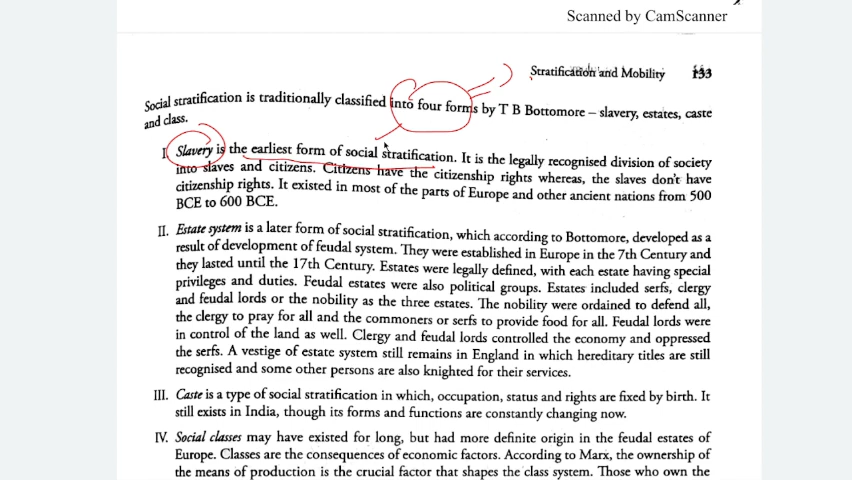 Scanned by CamScanner
Stratification and Mobility 133
Social stratification is traditionally classified into four forms by T B Bottomore – slavery, estates, caste
and class.
I. Slavery is the earliest form of social stratification. It is the legally recognised division of society
into slaves and citizens. Citizens have the citizenship rights whereas, the slaves don't have
citizenship rights. It existed in most of the parts of Europe and other ancient nations from 500
BCE to 600 BCE.
II. Estate system is a later form of social stratification, which according to Bottomore, developed as a
result of development of feudal system. They were established in Europe in the 7th Century and
they lasted until the 17th Century. Estates were legally defined, with each estate having special
privileges and duties. Feudal estates were also political groups. Estates included serfs, clergy
and feudal lords or the nobility as the three estates. The nobility were ordained to defend all,
the clergy to pray for all and the commoners or serfs to provide food for all. Feudal lords were
in control of the land as well. Clergy and feudal lords controlled the economy and oppressed
the serfs. A vestige of estate system still remains in England in which hereditary titles are still
recognised and some other persons are also knighted for their services.
III. Caste is a type of social stratification in which, occupation, status and rights are fixed by birth. It
still exists in India, though its forms and functions are constantly changing now.
IV. Social classes may have existed for long, but had more definite origin in the feudal estates of
Europe. Classes are the consequences of economic factors. According to Marx, the ownership of
the means of production is the crucial factor that shapes the class system. Those who own the